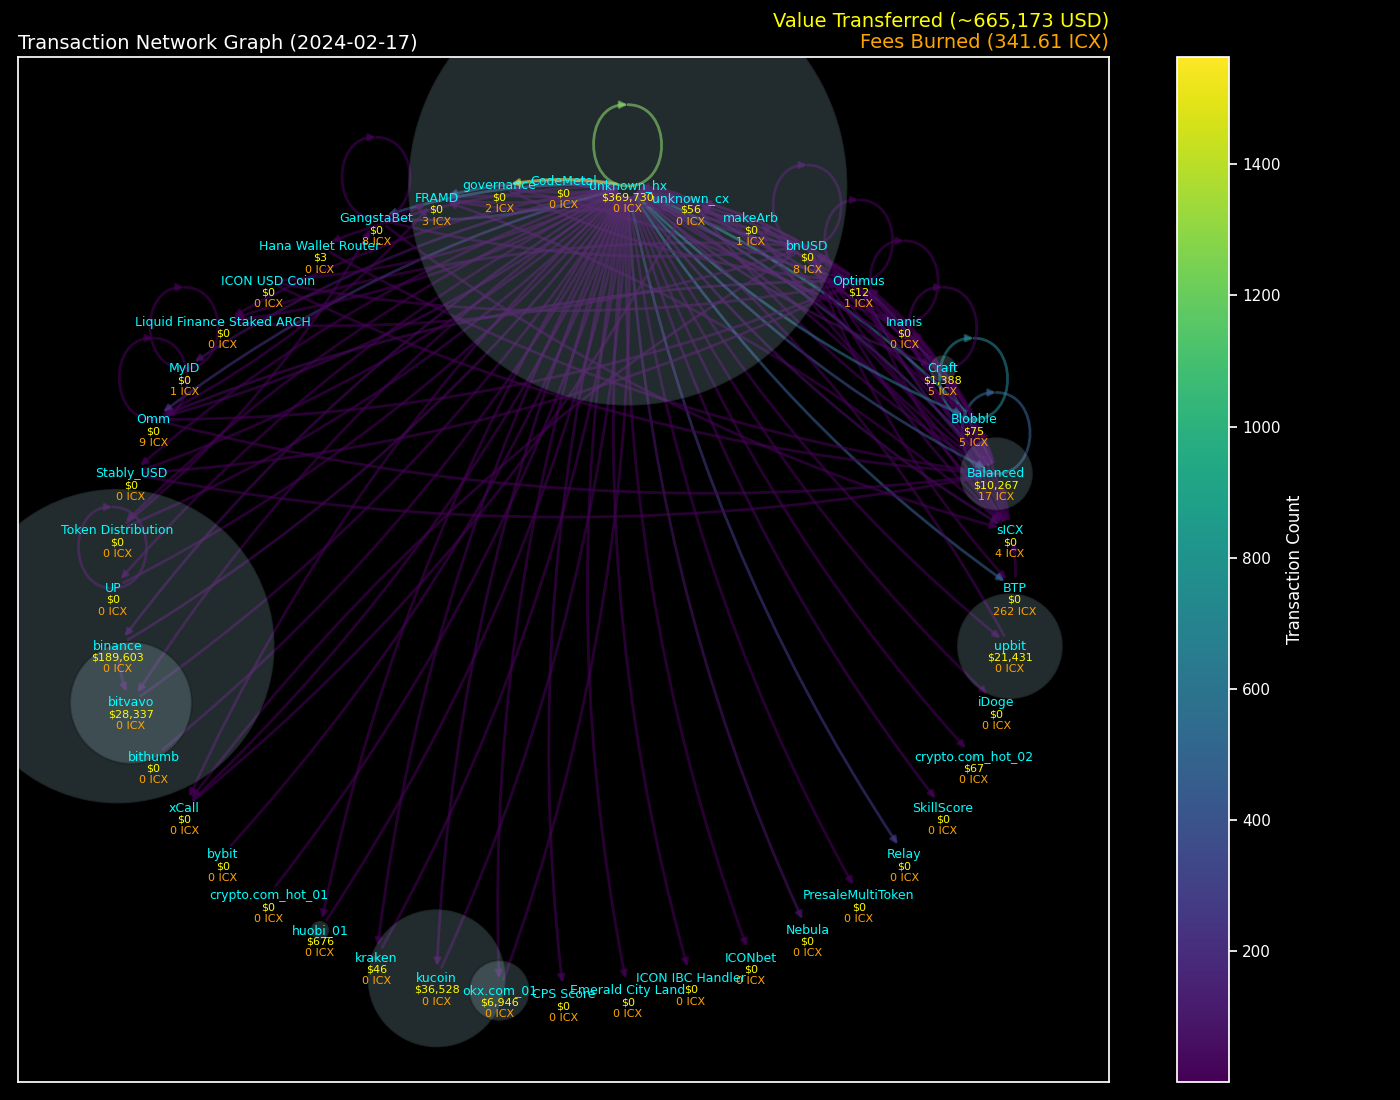 Value Transferred (~665,173 USD)
Transaction Network Graph (2024-02-17)
Fees Burned (341.61 ICX)
CodeMetal
$0
0 ICX
governance
$0
2 ICX
unknown_hx
$369,730
0 ICX
FRAMD
$0
3 ICX
unknown_cx
$56
0 ICX
GangstaBet
$0
8 ICX
makeArb
$0
1 ICX
Hana Wallet Router
$3
0 ICX
bnUSD
$0
8 ICX
ICON USD Coin
$0
0 ICX
Optimus
$12
1 ICX
Liquid Finance Staked ARCH
$0
0 ICX
Inanis
$0
0 ICX
MyID
$0
1 ICX
Craft
$1,388
5 ICX
Omm
$0
9 ICX
Blobble
$75
5 ICX
Stably_USD
$0
0 ICX
Balanced
$10,267
17 ICX
Token Distribution
$0
0 ICX
sICX
$0
4 ICX
UP
$0
0 ICX
BTP
$0
262 ICX
binance
$189,603
0 ICX
upbit
$21,431
0 ICX
bitvavo
$28,337
0 ICX
iDoge
$0
0 ICX
bithumb
$0
0 ICX
crypto.com_hot_02
$67
0 ICX
xCall
$0
0 ICX
SkillScore
$0
0 ICX
bybit
$0
0 ICX
Relay
$0
0 ICX
crypto.com_hot_01
$0
0 ICX
PresaleMultiToken
$0
0 ICX
huobi_01
$676
0 ICX
Nebula
$0
0 ICX
kraken
$46
0 ICX
ICONbet
$0
0 ICX
kucoin
$36,528
0 ICX
ICON IBC Handler
$0
0 ICX
okx.com_01
$6,946
0 ICX
CPS Score
$0
0 ICX
Emerald City Land
$0
0 ICX
1400
1200
1000
800
600
400
200
Transaction Count